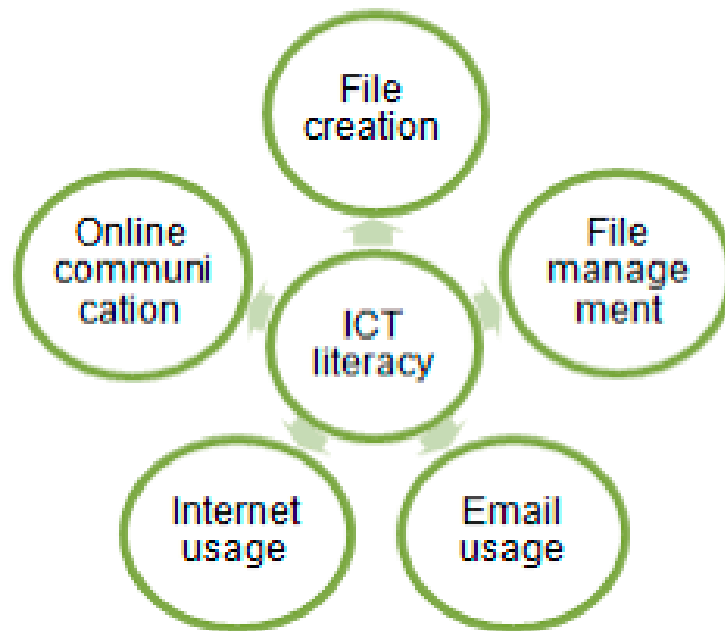 File
creation
Online
communi
cation
File
manage
ment
ICT
literacy
Internet
usage
Email
usage